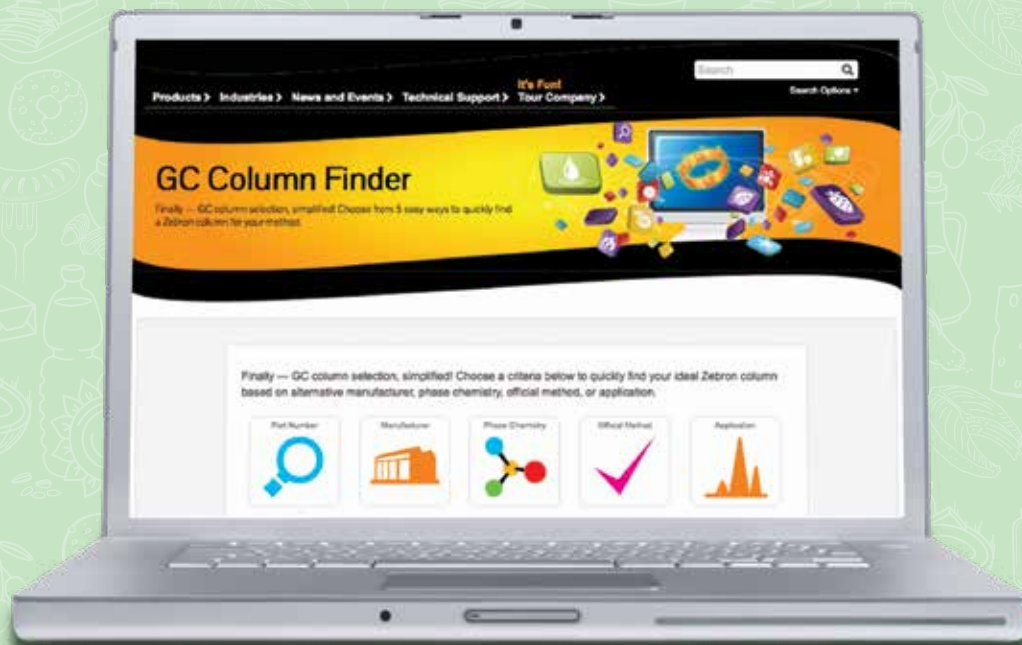 Search
Search Options
It's Fun!
Products > Industries > News and Events > Technical Support > Tour Company >
GC Column Finder
Finally — GC column selection, simplified! Choose from 5 easy ways to quickly find
a Zebron column for your method.
Finally — GC column selection, simplified! Choose a criteria below to quickly find your ideal Zebron column
based on alternative manufacturer, phase chemistry, official method, or application.
Part Number
Manufacturer
Phase Chemistry
Official Method
Application